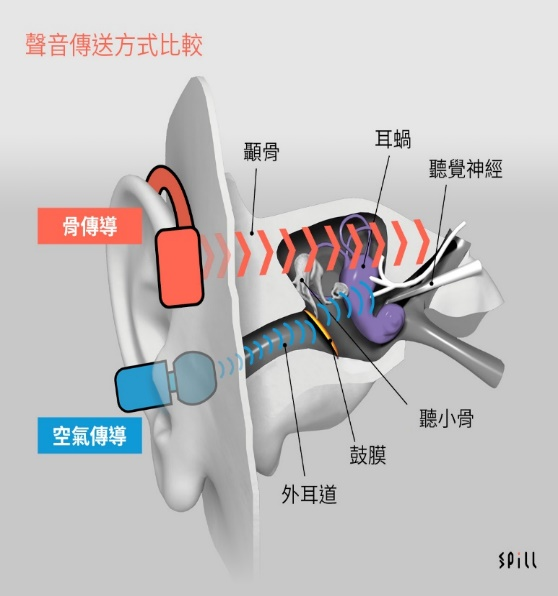 聲音傳送方式比較
顳骨
耳蝸
聽覺神經
骨傳導
空氣傳導
聽小骨
鼓膜
外耳道
spill